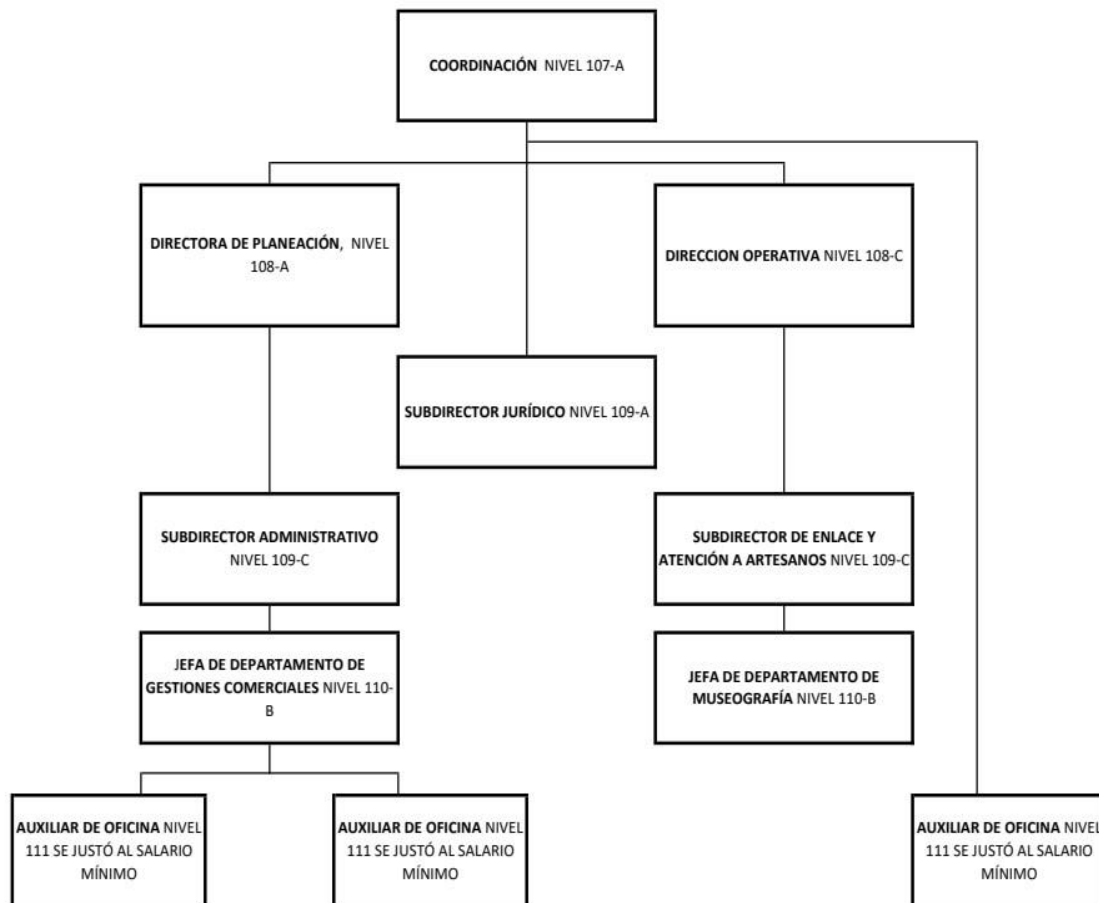 COORDINACIÓN NIVEL 107-A
DIRECTORA DE PLANEACIÓN, NIVEL
108-A
DIRECCION OPERATIVA NIVEL 108-C
SUBDIRECTOR JURÍDICO NIVEL 109-A
SUBDIRECTOR ADMINISTRATIVO
NIVEL 109-C
SUBDIRECTOR DE ENLACE Y
ATENCIÓN A ARTESANOS NIVEL 109-C
JEFA DE DEPARTAMENTO DE
GESTIONES COMERCIALES NIVEL 110-
B
JEFA DE DEPARTAMENTO DE
MUSEOGRAFÍA NIVEL 110-B
AUXILIAR DE OFICINA NIVEL
111 SE JUSTÓ AL SALARIO
MÍNIMO
AUXILIAR DE OFICINA NIVEL
111 SE JUSTÓ AL SALARIO
MÍNIMO
AUXILIAR DE OFICINA NIVEL
111 SE JUSTÓ AL SALARIO
MÍNIMO